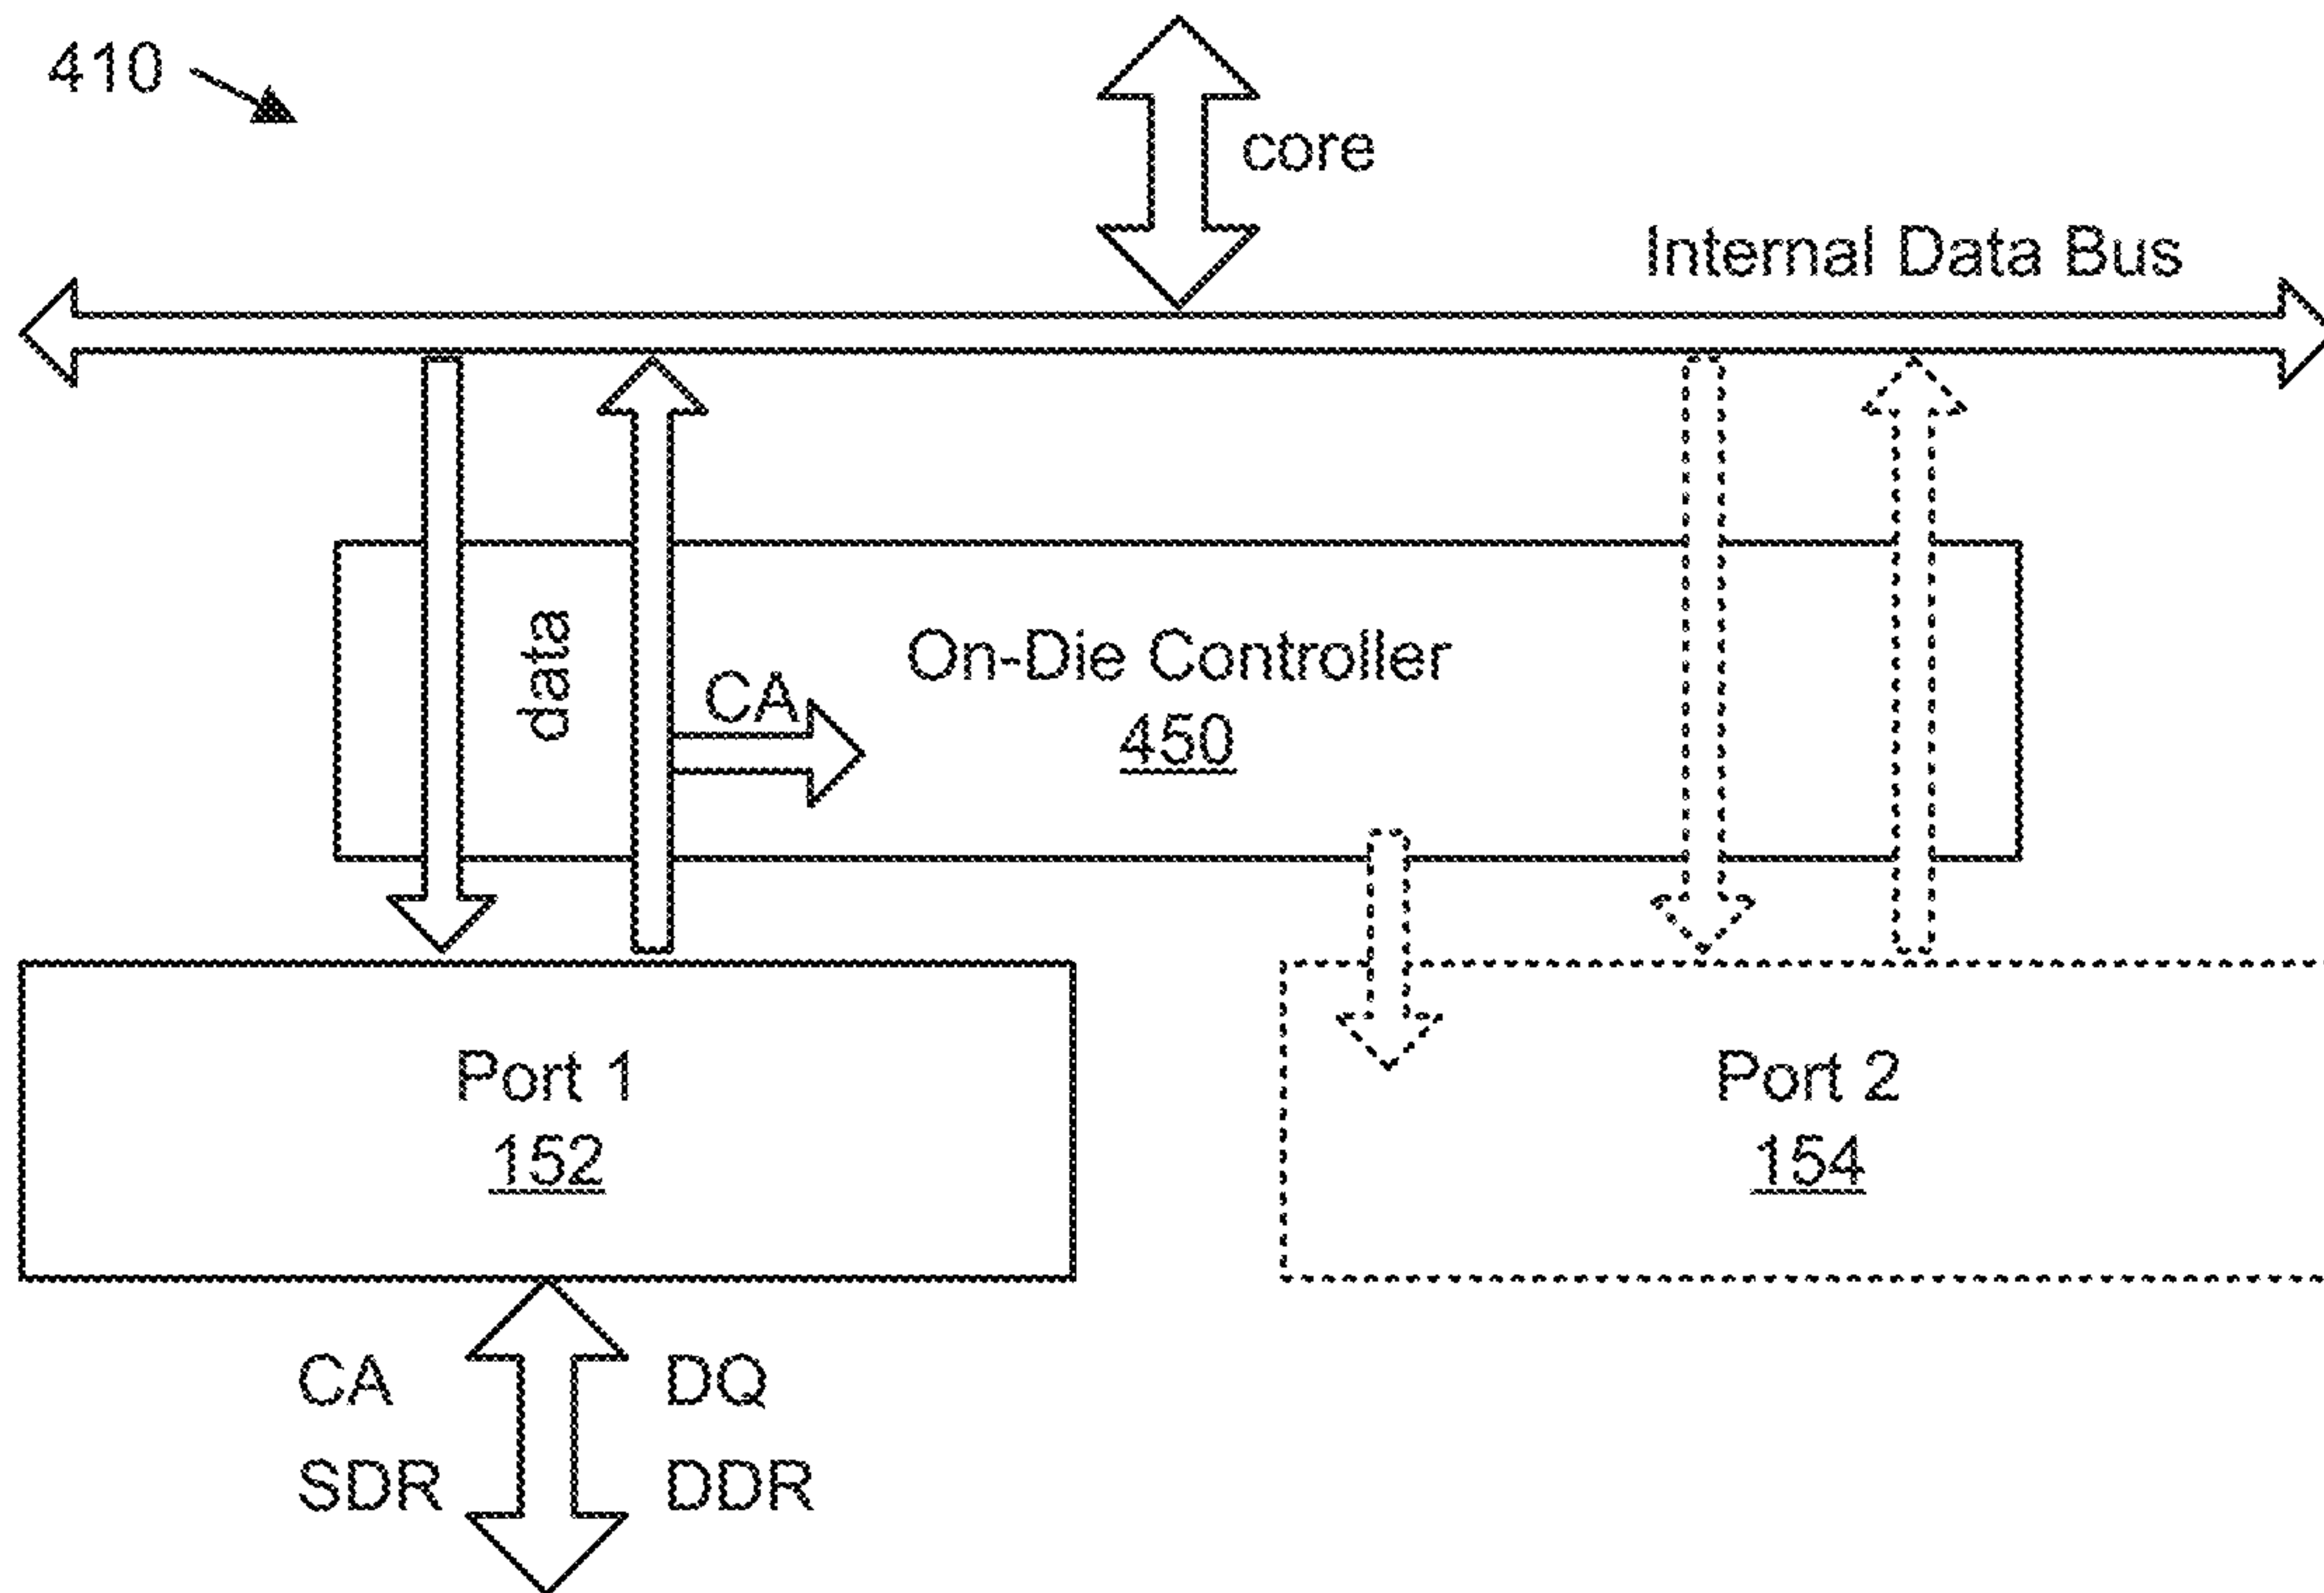 410
core
Internal Data Bus
data
CA
On-Die Controller
450
Port 1
152
Port 2
154
CA DQ
SDR DDR